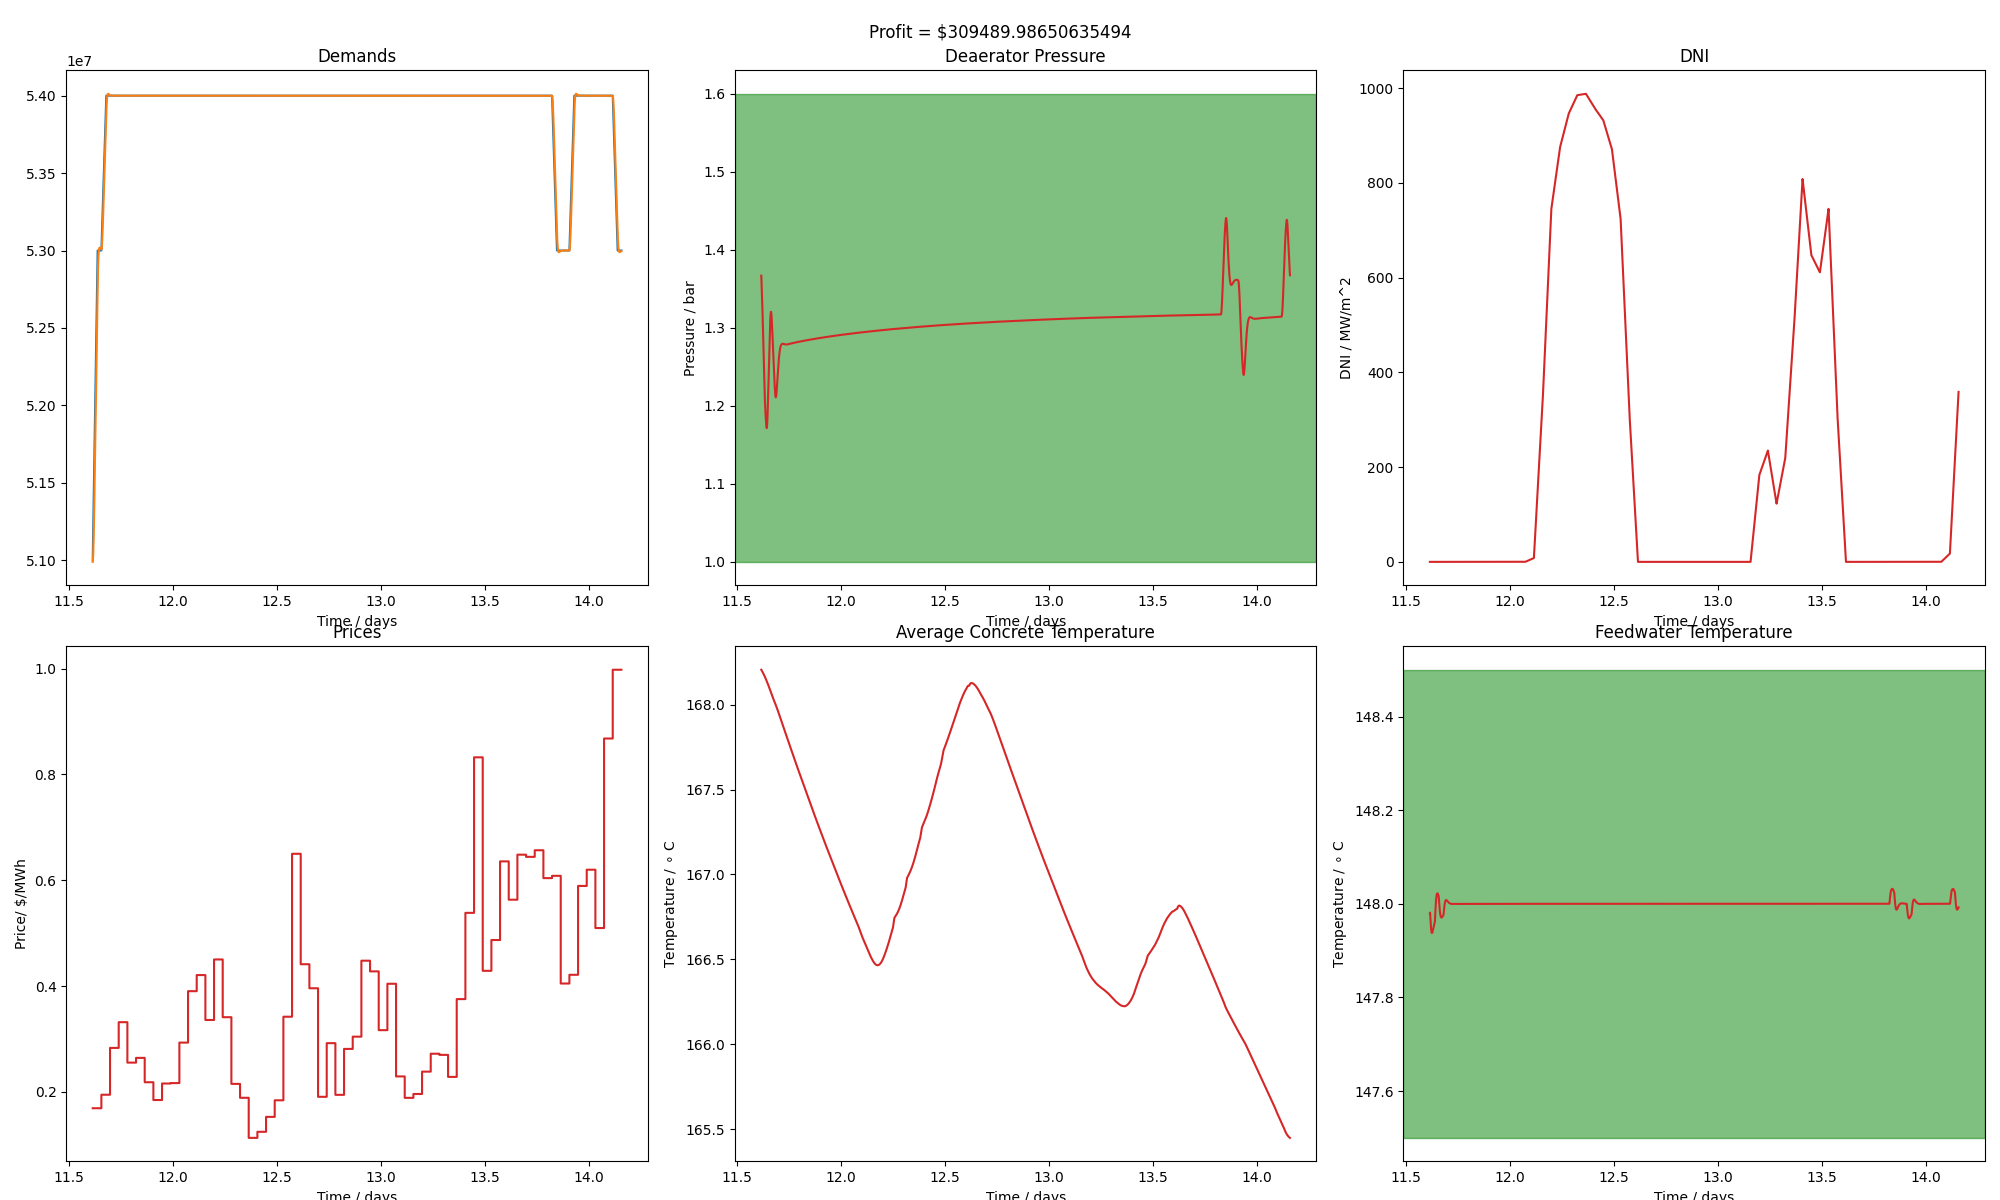 Profit = $309489.98650635494
Demands
1e7
5.40
5.35
5.30
5.25
5.20
5.15
5.10
11.5 12.0 12.5 13.0 13.5 14.0
Time / days
Deaerator Pressure
Pressure / bar
1.6
1.5
1.4
1.3
1.2
1.1
1.0
11.5 12.0 12.5 13.0 13.5 14.0
Time / days
DNI
DNI / MW/m^2
1000
800
600
400
200
0
11.5 12.0 12.5 13.0 13.5 14.0
Time / days
Prices
Price/ $/MWh
1.0
0.8
0.6
0.4
0.2
11.5 12.0 12.5 13.0 13.5 14.0
Time / days
Average Concrete Temperature
Temperature / ∘ C
168.0
167.5
167.0
166.5
166.0
165.5
11.5 12.0 12.5 13.0 13.5 14.0
Time / days
Feedwater Temperature
Temperature / ∘ C
148.4
148.2
148.0
147.8
147.6
11.5 12.0 12.5 13.0 13.5 14.0
Time / days